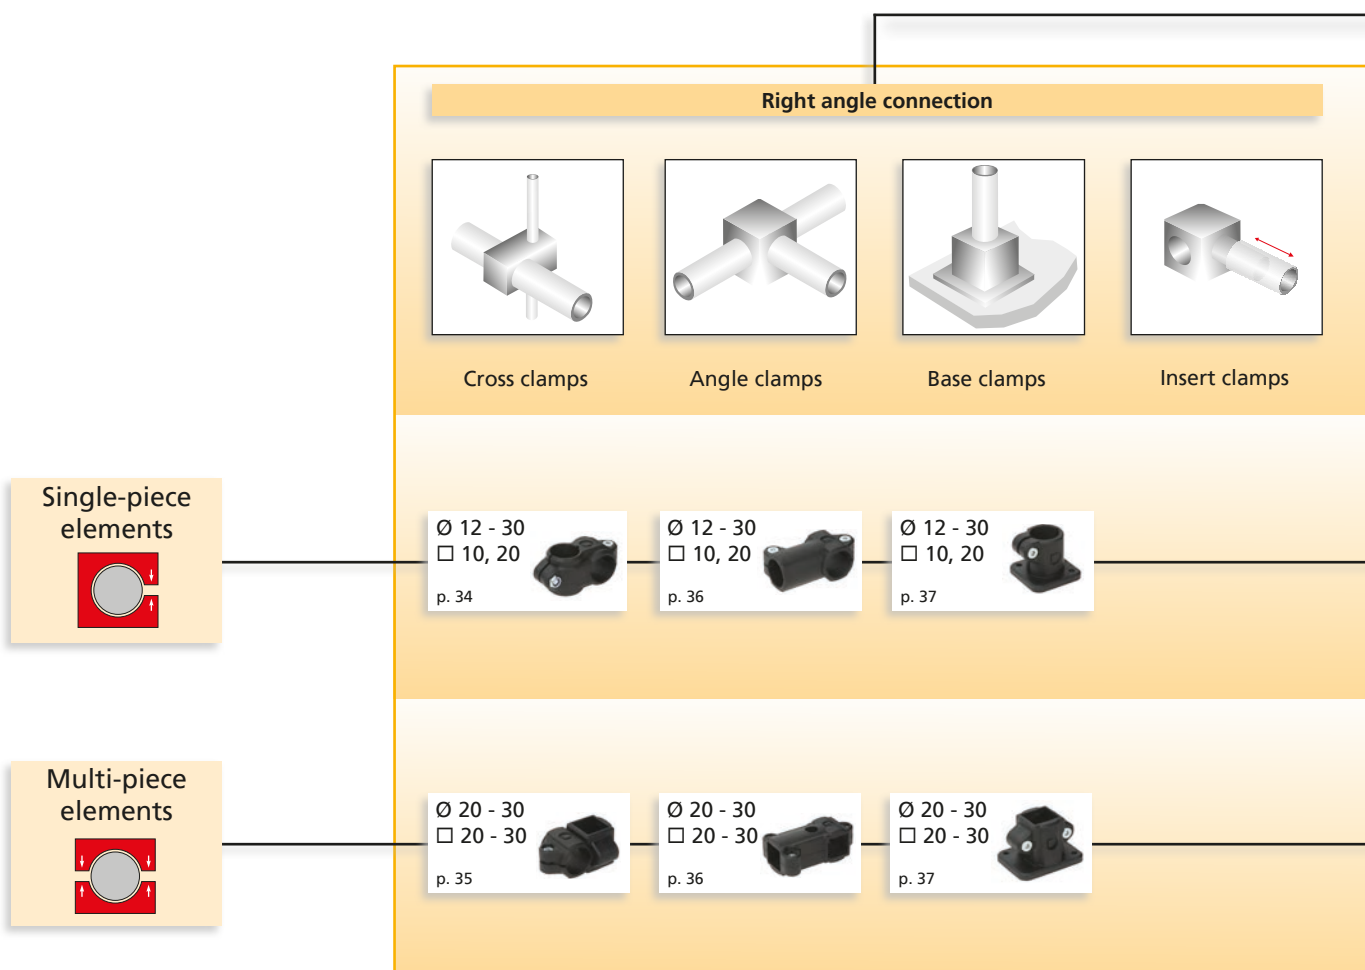 Right angle connection
Cross clamps
Angle clamps
Base clamps
Insert clamps
Single-piece
elements
Ø 12 - 30
□ 10, 20
p. 34
Ø 12 - 30
□ 10, 20
p. 36
Ø 12 - 30
□ 10, 20
p. 37
Multi-piece
elements
Ø 20 - 30
□ 20 - 30
p. 35
Ø 20 - 30
□ 20 - 30
p. 36
Ø 20 - 30
□ 20 - 30
p. 37